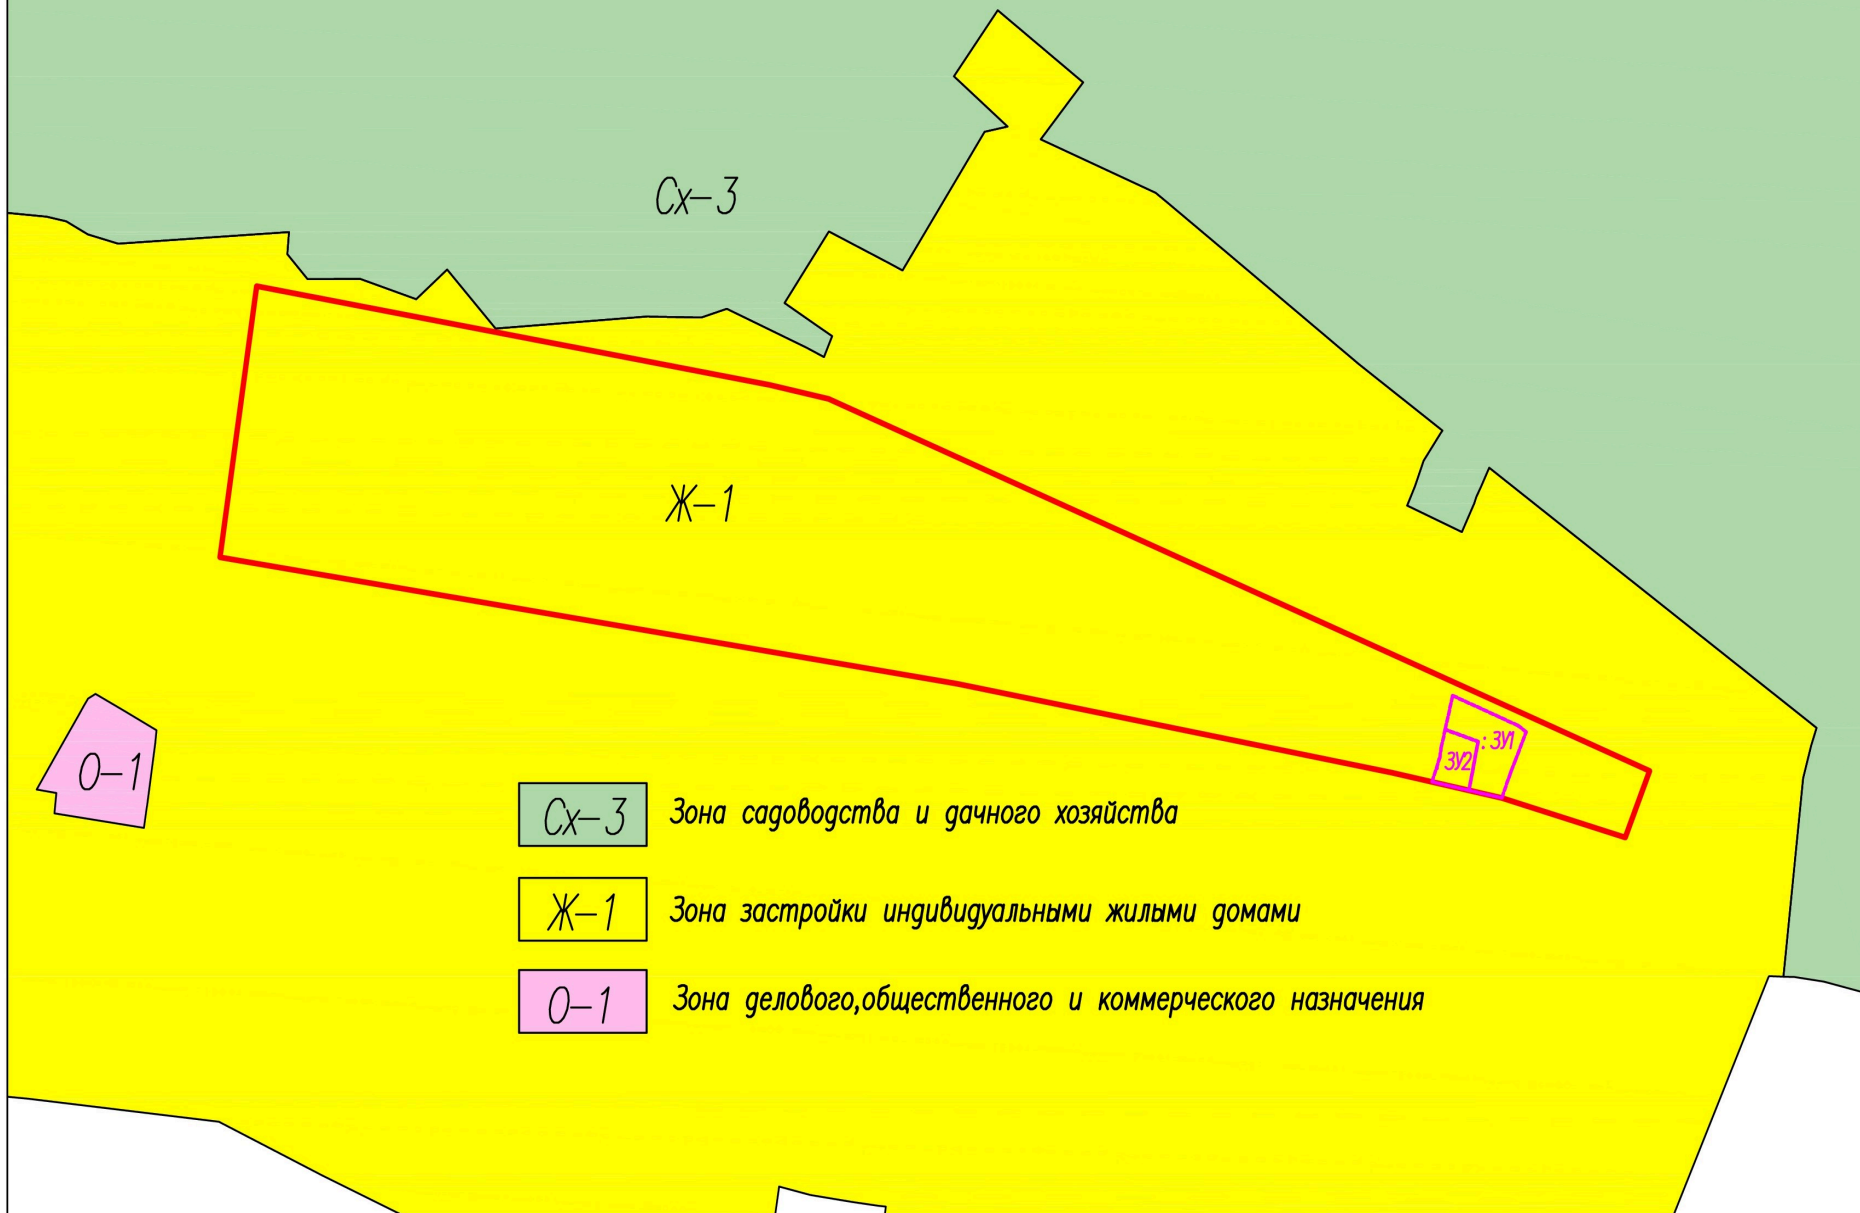 Сх-3
Ж-1
: ЗУ1
ЗУ2
О-1
Сх-3 Зона садоводства и дачного хозяйства
Ж-1 Зона застройки индивидуальными жилыми домами
О-1 Зона делового,общественного и коммерческого назначения